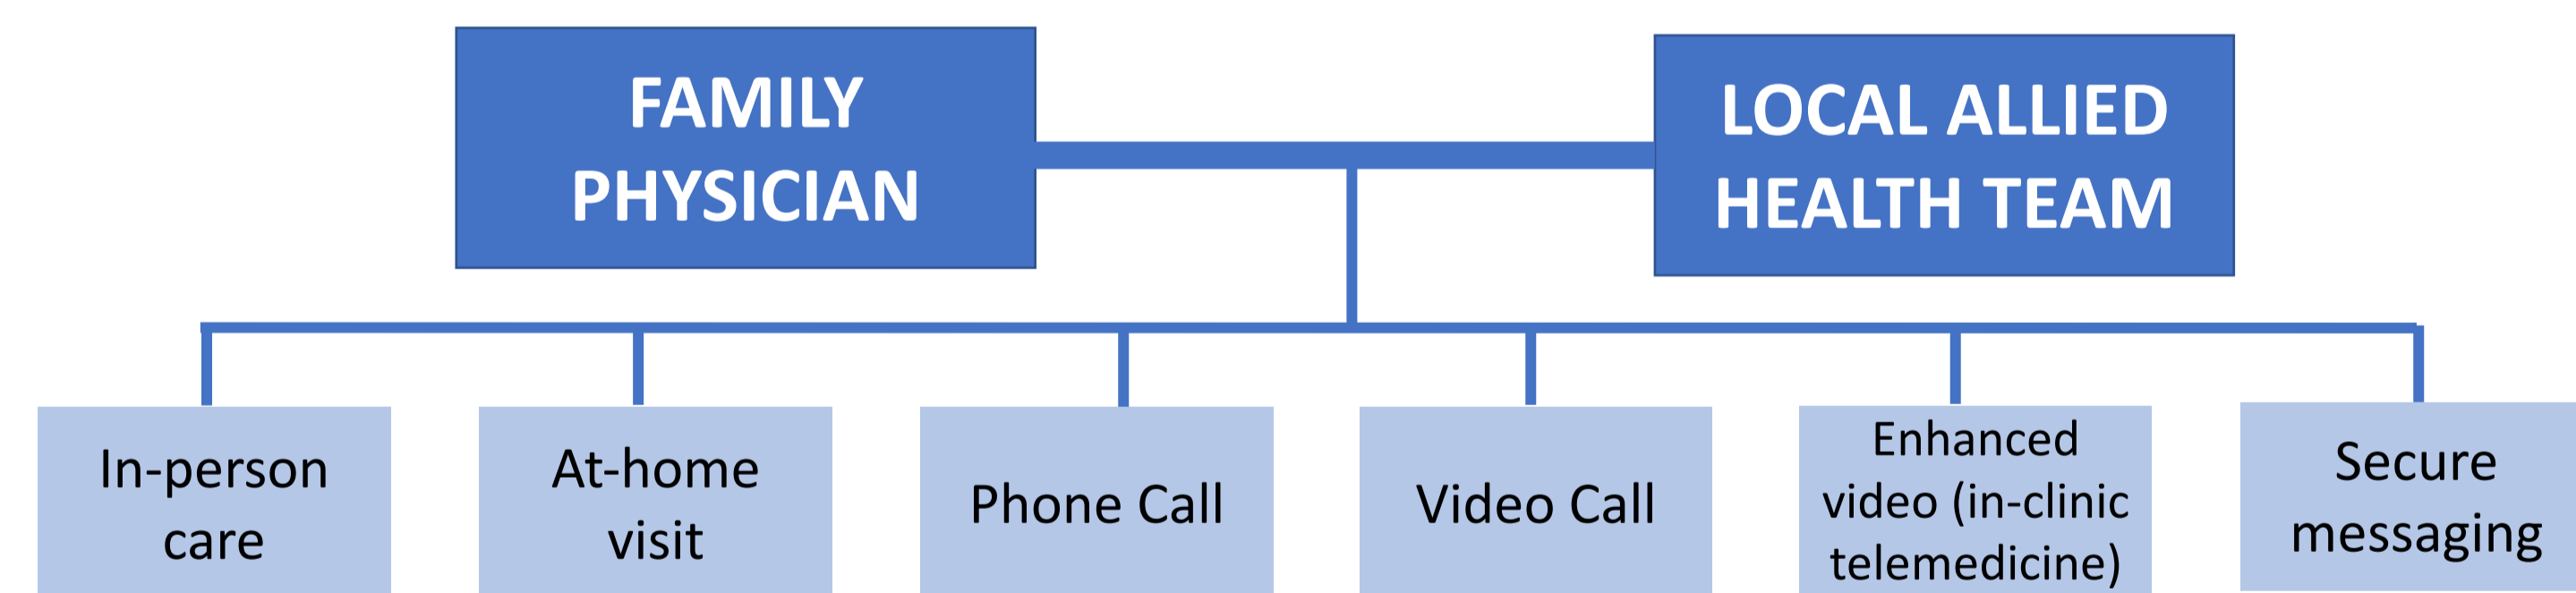 FAMILY
PHYSICIAN
LOCAL ALLIED
HEALTH TEAM
In-person
care
At-home
visit
Phone Call
Video Call
Enhanced
video (in-clinic
telemedicine)
Secure
messaging